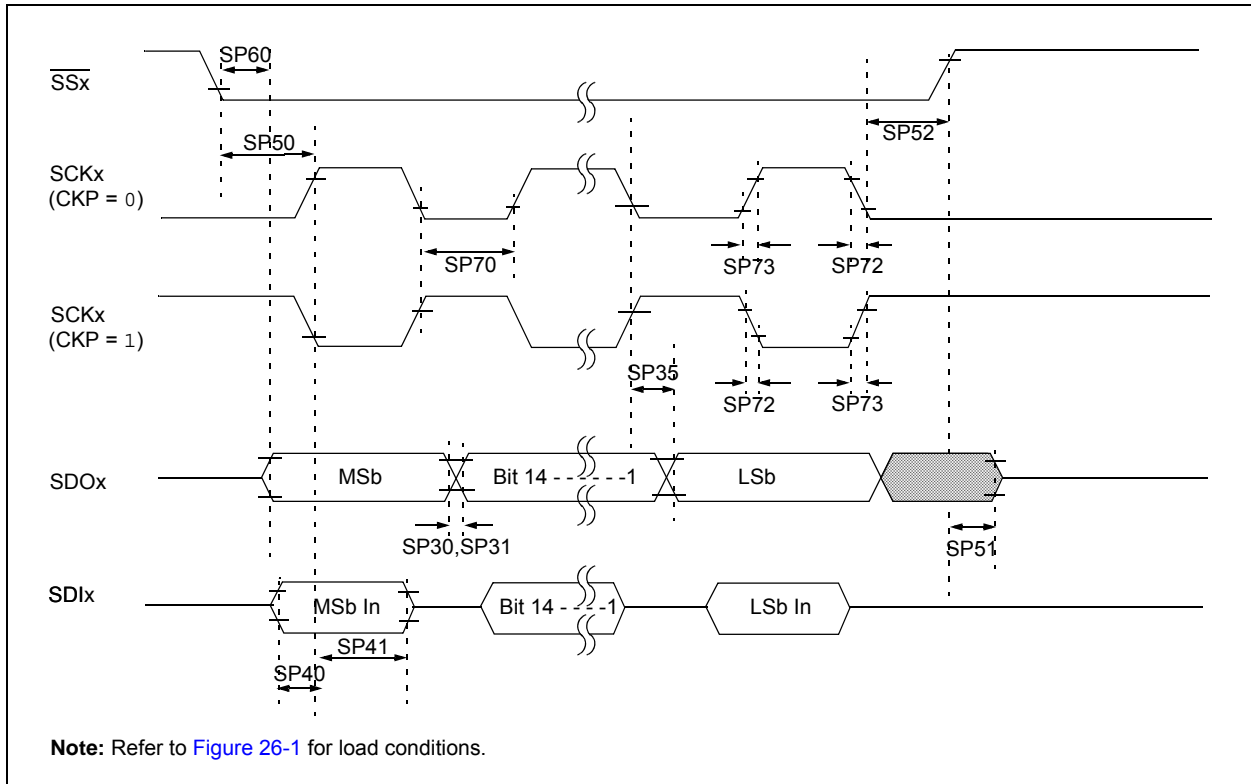 SP60
SSx
SP50
SP52
SCKx
(CKP = 0)
SP70
SP73
SP72
SCKx
(CKP = 1)
SP35
SP72
SP73
SDOx
MSb
Bit 14 - - - - - -1
LSb
SP30,SP31
SP51
SDIx
MSb In
Bit 14 - - - -1
LSb In
SP41
SP40
Note: Refer to Figure 26-1 for load conditions.